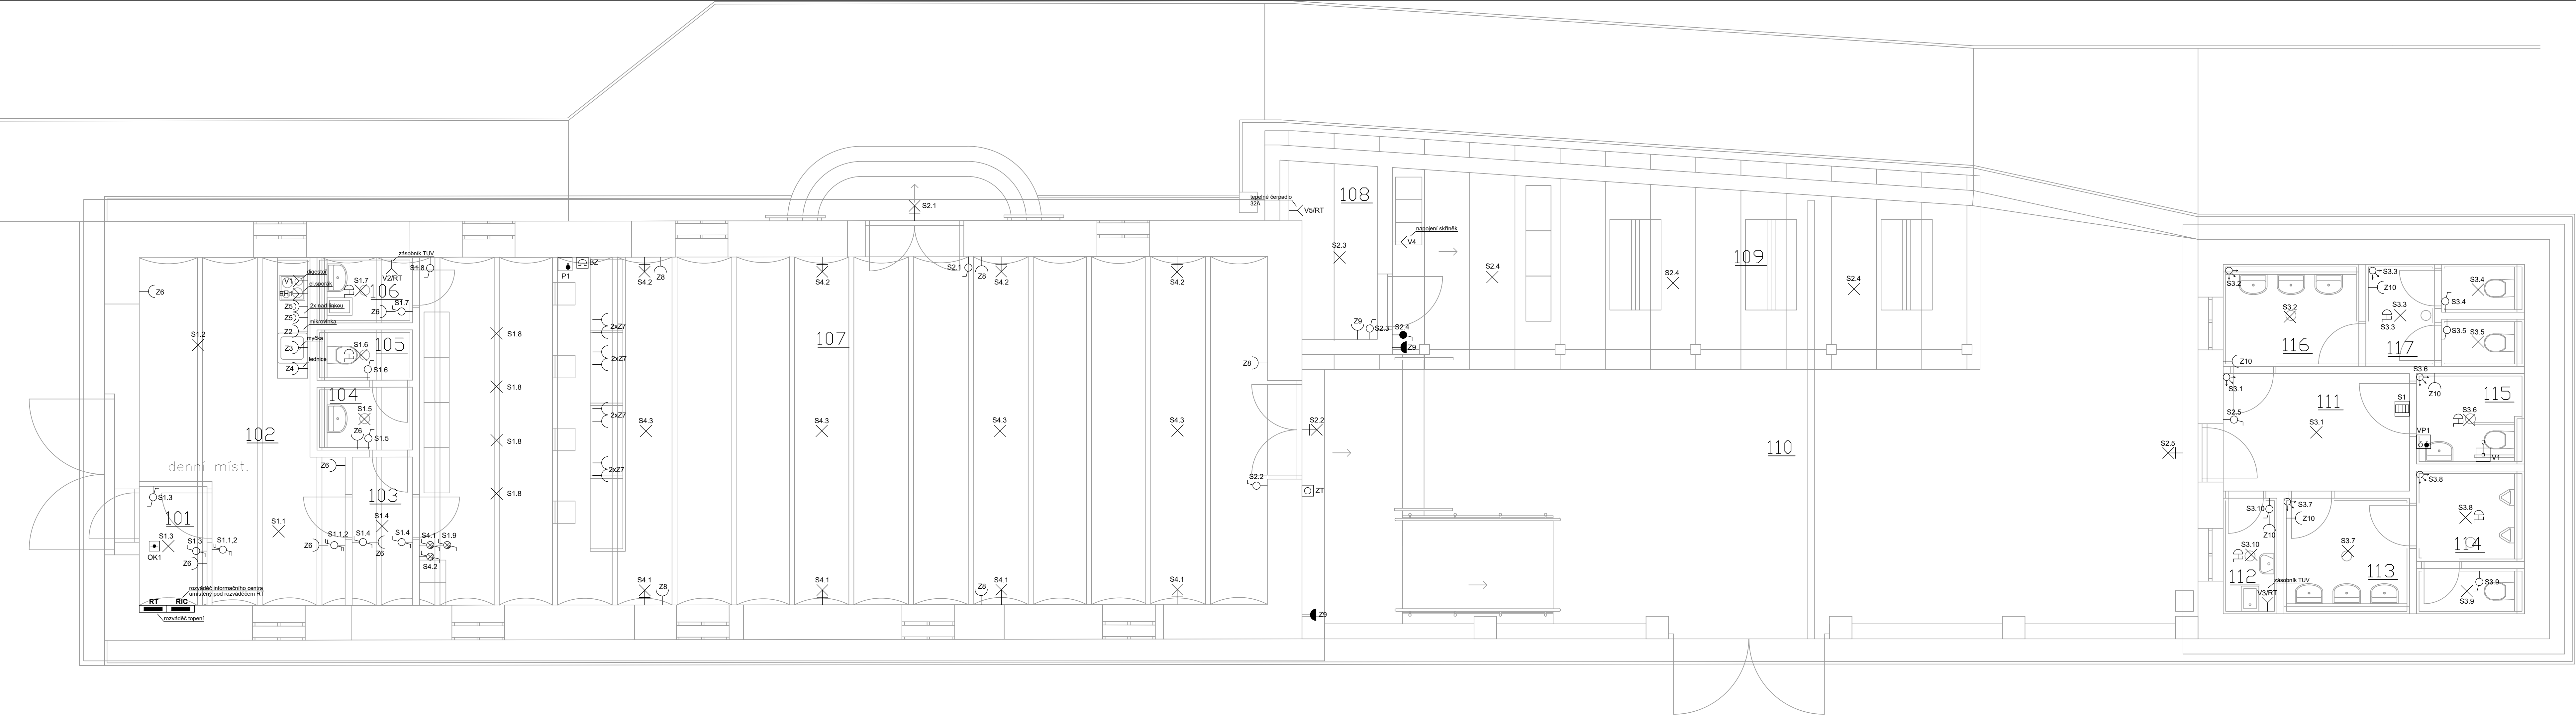 S2.1
tepelné čerpadlo
32A
V5/RT
108
napojení skříněk
V4
S2.3
109
S2.4
S2.4
S2.4
Z9
S2.3
S2.4
Z9
zásobník TUV
S1.8
V2/RT
digestoř
V1
el.sporák
EH1
Z5
2x nad linkou
Z5
mikrovlnka
Z2
myčka
Z3
lednice
Z4
S1.7
106
Z6
S1.7
S1.6
105
S1.6
104
S1.5
Z6
S1.5
Z6
S1.2
102
denní míst.
Z6
103
S1.4
S1.3
101
S1.3
OK1
S1.3
S1.1,2
Z6
S1.1
Z6
S1.1,2
S1.4
Z6
S1.4
S4.1
S1.9
S4.2
rozváděč informačního centra
umístěný pod rozváděčem RT
RT
RIC
rozváděč topení
P1
BZ
S1.8
S1.8
S1.8
S1.8
2xZ7
2xZ7
2xZ7
2xZ7
S4.2
Z8
S4.2
S2.1
Z8
S4.2
S4.2
107
Z8
S4.3
S4.3
S4.3
S4.3
S2.2
S2.2
ZT
S4.1
Z8
S4.1
Z8
S4.1
S4.1
Z9
110
S2.5
S3.2
S3.2
116
Z10
S3.3
Z10
S3.3
S3.3
117
S3.4
S3.4
S3.5
S3.5
S3.1
S2.5
111
S3.1
S1
S3.6
Z10
115
S3.6
VP1
V1
S3.10
Z10
S3.10
112
zásobník TUV
V3/RT
S3.7
Z10
S3.7
113
S3.8
S3.8
114
S3.9
S3.9